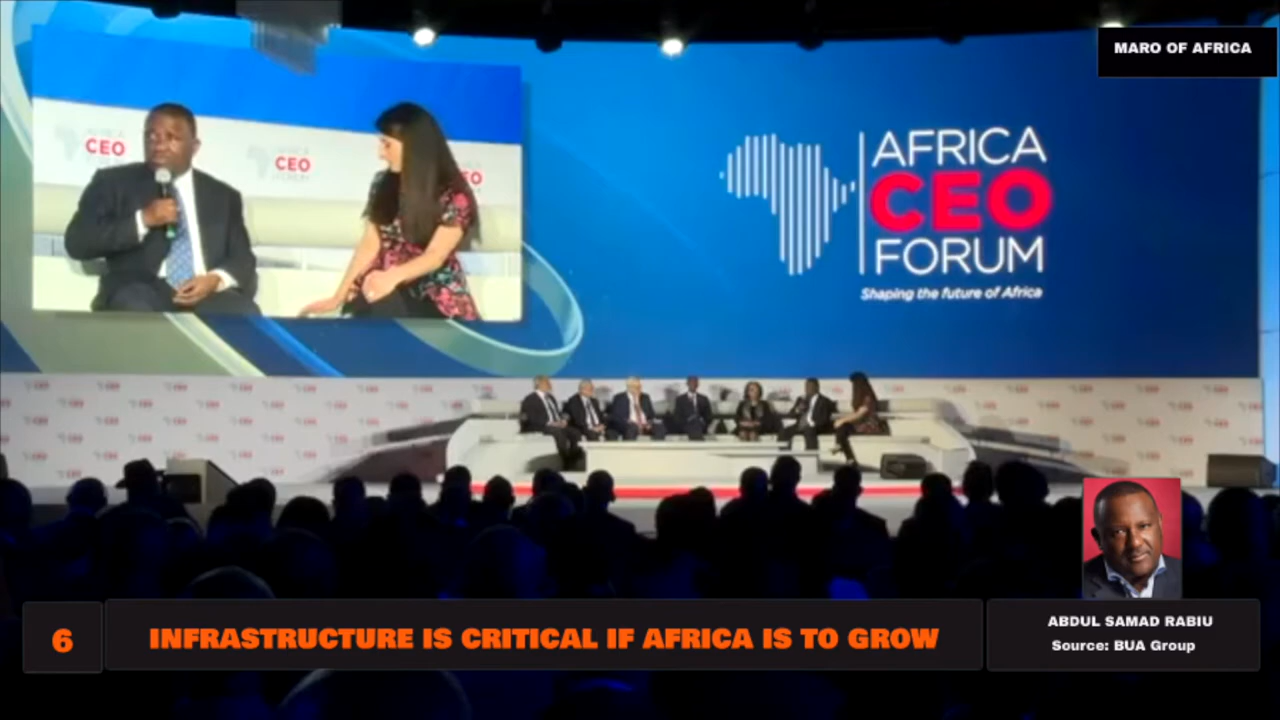 MARO OF AFRICA
CEO
CEO
AFRICA
CEO
FORUM
Shaping the future of Africa
6
INFRASTRUCTURE IS CRITICAL IF AFRICA IS TO GROW
ABDUL SAMAD RABIU
Source: BUA Group